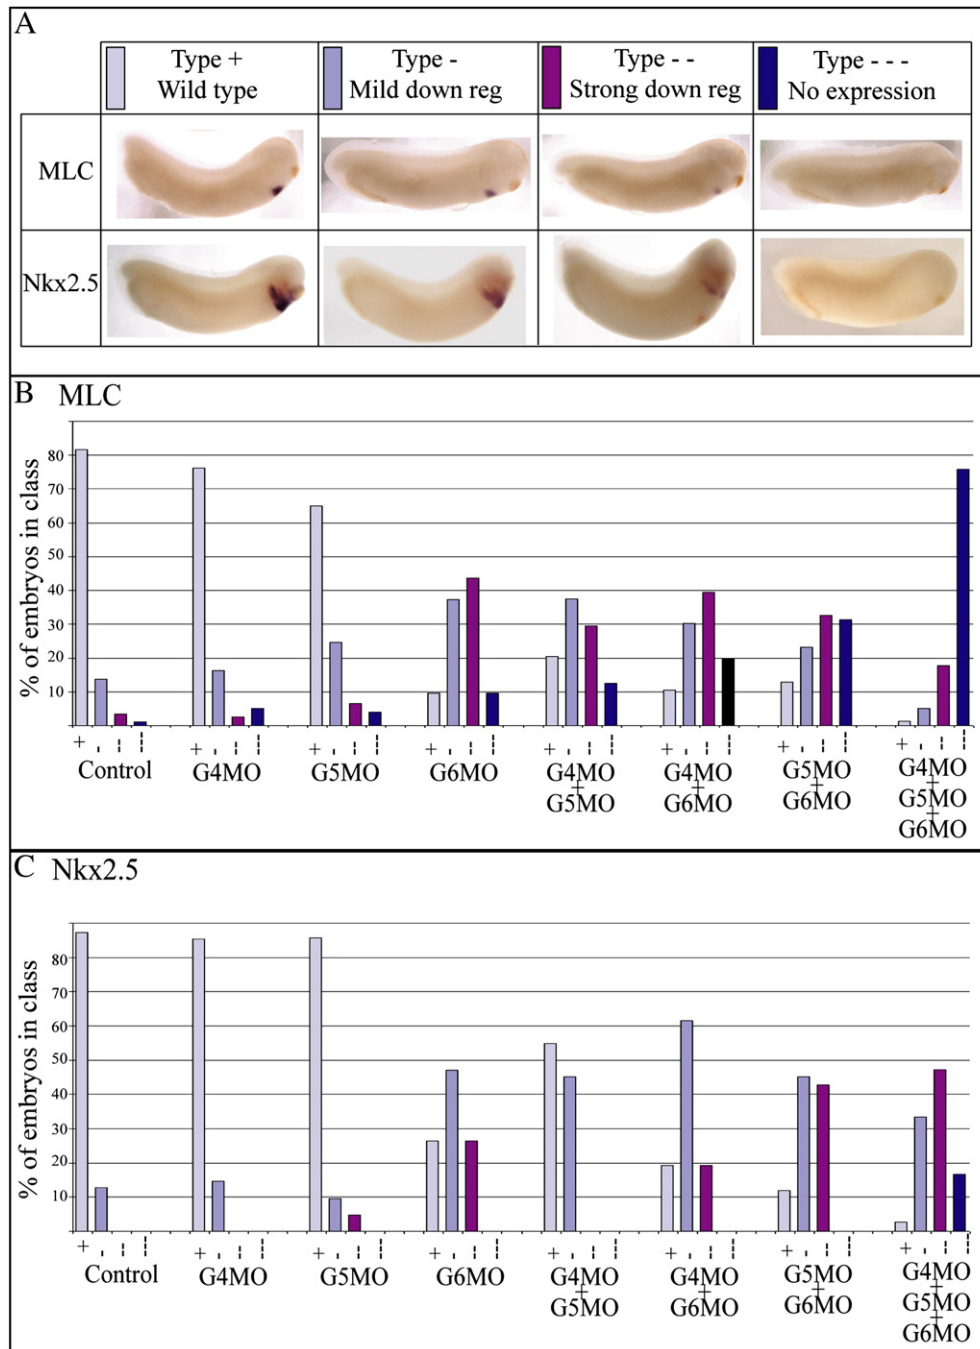 A
Type + Type - Type - - Type - - -
Wild type Mild down reg Strong down reg No expression
MLC
Nkx2.5
B MLC
% of embryos in class
80
70
60
50
40
30
20
10
+ - -- --- + - -- --- + - -- --- + - -- --- + - -- --- + - -- --- + - -- --- + - -- ---
Control G4MO G5MO G6MO G4MO G4MO G5MO G4MO
+ + + +
G5MO G6MO G6MO G5MO
+
G6MO
C Nkx2.5
% of embryos in class
80
70
60
50
40
30
20
10
+ - -- --- + - -- --- + - -- --- + - -- --- + - -- --- + - -- --- + - -- --- + - -- ---
Control G4MO G5MO G6MO G4MO G4MO G5MO G4MO
+ + + +
G5MO G6MO G6MO G5MO
+
G6MO